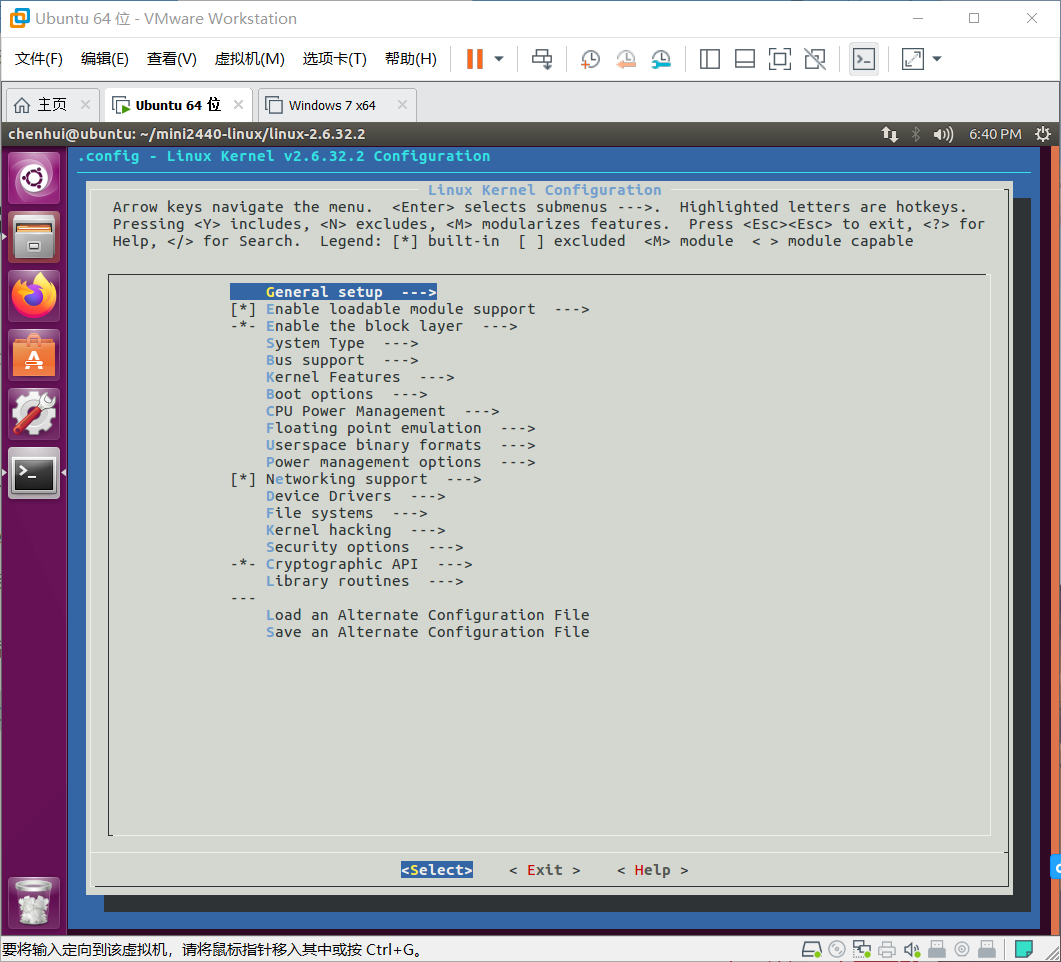 Ubuntu 64 位 - VMware Workstation
文件(F) 编辑(E) 查看(V) 虚拟机(M) 选项卡(T) 帮助(H)
主页 Ubuntu 64 位 Windows 7 x64
chenhui@ubuntu: ~/mini2440-linux/linux-2.6.32.2 6:40 PM
.config - Linux Kernel v2.6.32.2 Configuration
Linux Kernel Configuration
Arrow keys navigate the menu.  <Enter> selects submenus --->.  Highlighted letters are hotkeys.
Pressing <Y> includes, <N> excludes, <M> modularizes features.  Press <Esc><Esc> to exit, <?> for
Help, </> for Search.  Legend: [*] built-in  [ ] excluded  <M> module  < > module capable
General setup  --->
[*] Enable loadable module support  --->
-*- Enable the block layer  --->
System Type  --->
Bus support  --->
Kernel Features  --->
Boot options  --->
CPU Power Management  --->
Floating point emulation  --->
Userspace binary formats  --->
Power management options  --->
[*] Networking support  --->
Device Drivers  --->
File systems  --->
Kernel hacking  --->
Security options  --->
-*- Cryptographic API  --->
Library routines  --->
---
Load an Alternate Configuration File
Save an Alternate Configuration File
<Select>    < Exit >    < Help >
要将输入定向到该虚拟机，请将鼠标指针移入其中或按 Ctrl+G。